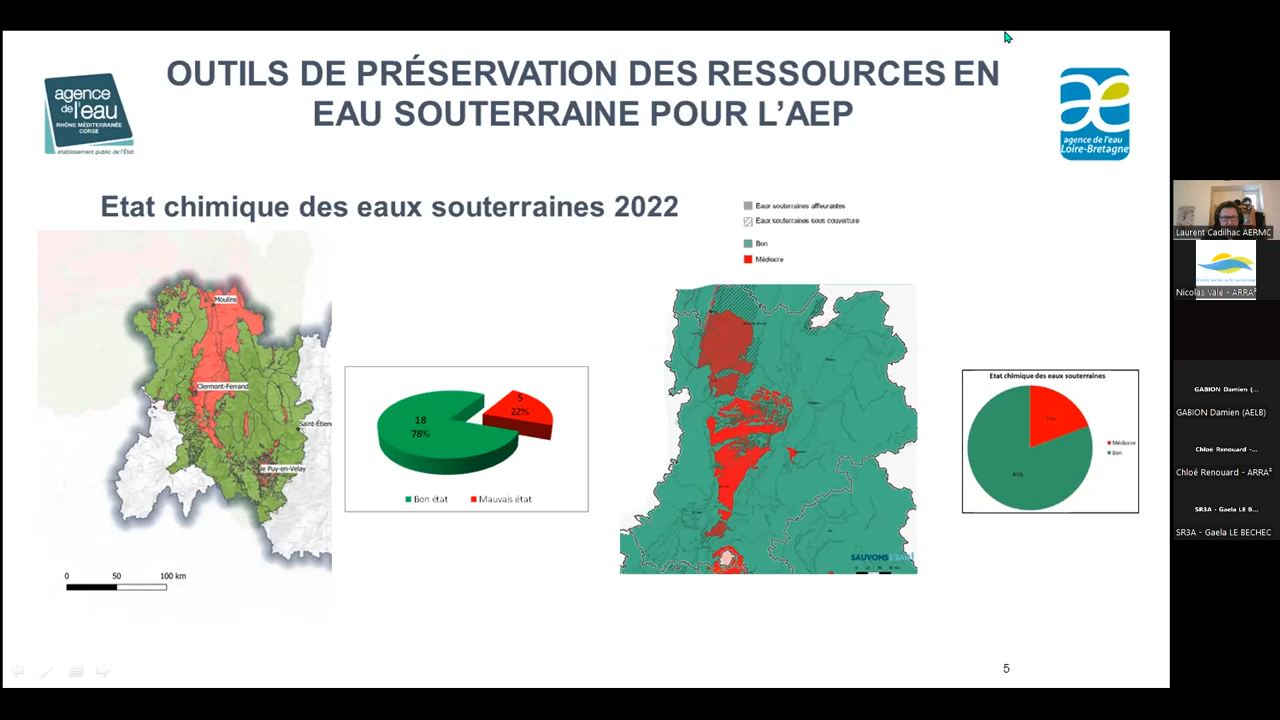 OUTILS DE PRÉSERVATION DES RESSOURCES EN
EAU SOUTERRAINE POUR L'AEP
agence
de l'eau
RHÔNE MÉDITERRANÉE
CORSE
établissement public de l'État
agence de l'eau
Loire-Bretagne
Etat chimique des eaux souterraines 2022
Eaux souterraines affleurantes
Eaux souterraines sous couverture
Bon
Médiocre
Moulins
Clermont-Ferrand
Saint-Étien
le Puy-en-Velay
0 50 100 km
18
78%
5
22%
Bon état
Mauvais état
SAUVONS
Etat chimique des eaux souterraines
Médiocre
Bon
81%
5
Laurent Cadilhac AERMC
Nicolas Valé - ARRA²
GABION Damien (...
GABION Damien (AELB)
Chloé Renouard -...
Chloé Renouard - ARRA²
SR3A - Gaela LE B...
SR3A - Gaela LE BECHEC